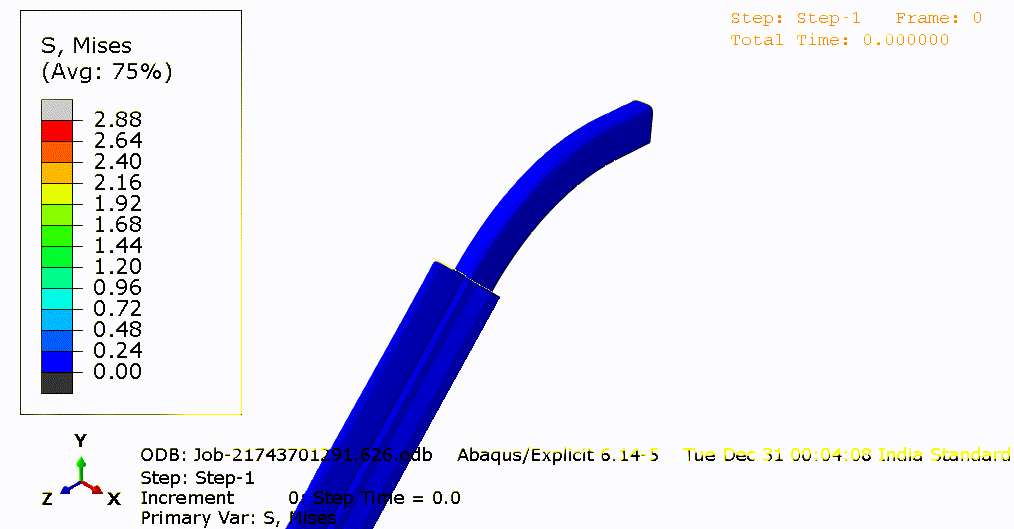 S, Mises
(Avg: 75%)
2.88
2.64
2.40
2.16
1.92
1.68
1.44
1.20
0.96
0.72
0.48
0.24
0.00
Step: Step-1 Frame: 0
Total Time: 0.000000
Y
Z X
ODB: Job-21743701291.626.odb Abaqus/Explicit 6.14-5 Tue Dec 31 00:04:08 India Standard
Step: Step-1
Increment 0: Step Time = 0.0
Primary Var: S, Mises